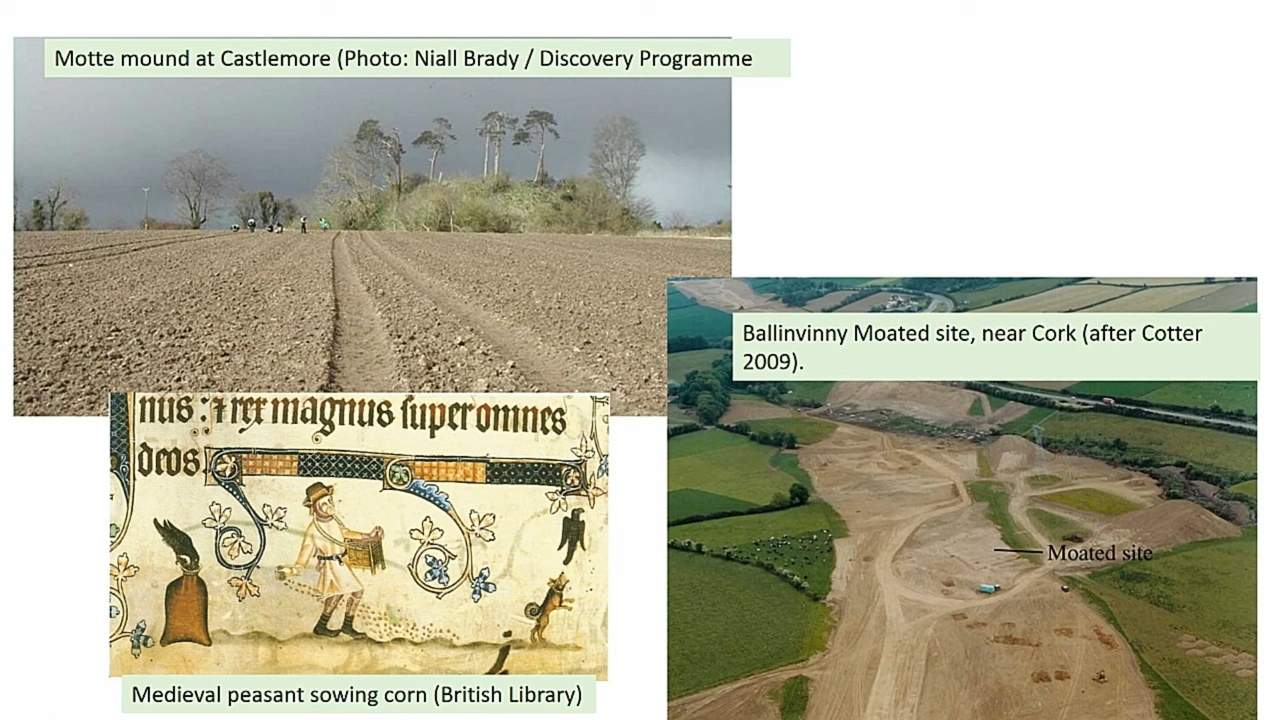 Motte mound at Castlemore (Photo: Niall Brady / Discovery Programme
Ballinvinny Moated site, near Cork (after Cotter
2009).
nus : ⁊ rex magnus super omnes
deos
Moated site
Medieval peasant sowing corn (British Library)